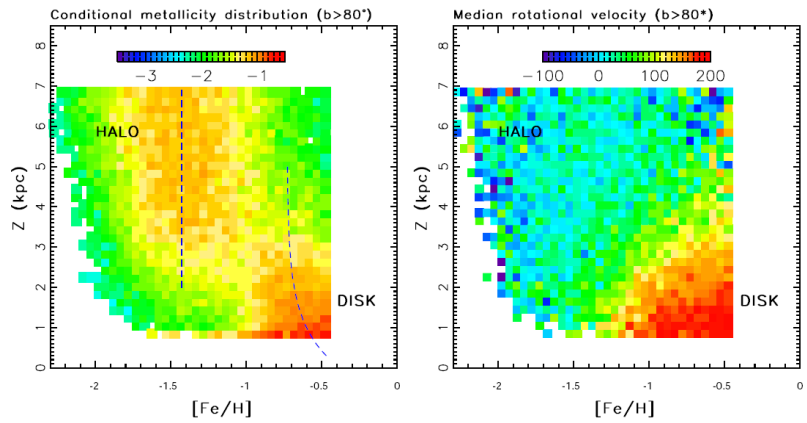 Conditional metallicity distribution (b>80°)
8
7
6
5
4
3
2
1
0
Z (kpc)
−3 −2 −1
HALO
DISK
-2 -1.5 -1 -0.5 0
[Fe/H]
Median rotational velocity (b>80*)
8
7
6
5
4
3
2
1
0
Z (kpc)
−100 0 100 200
HALO
DISK
-2 -1.5 -1 -0.5 0
[Fe/H]